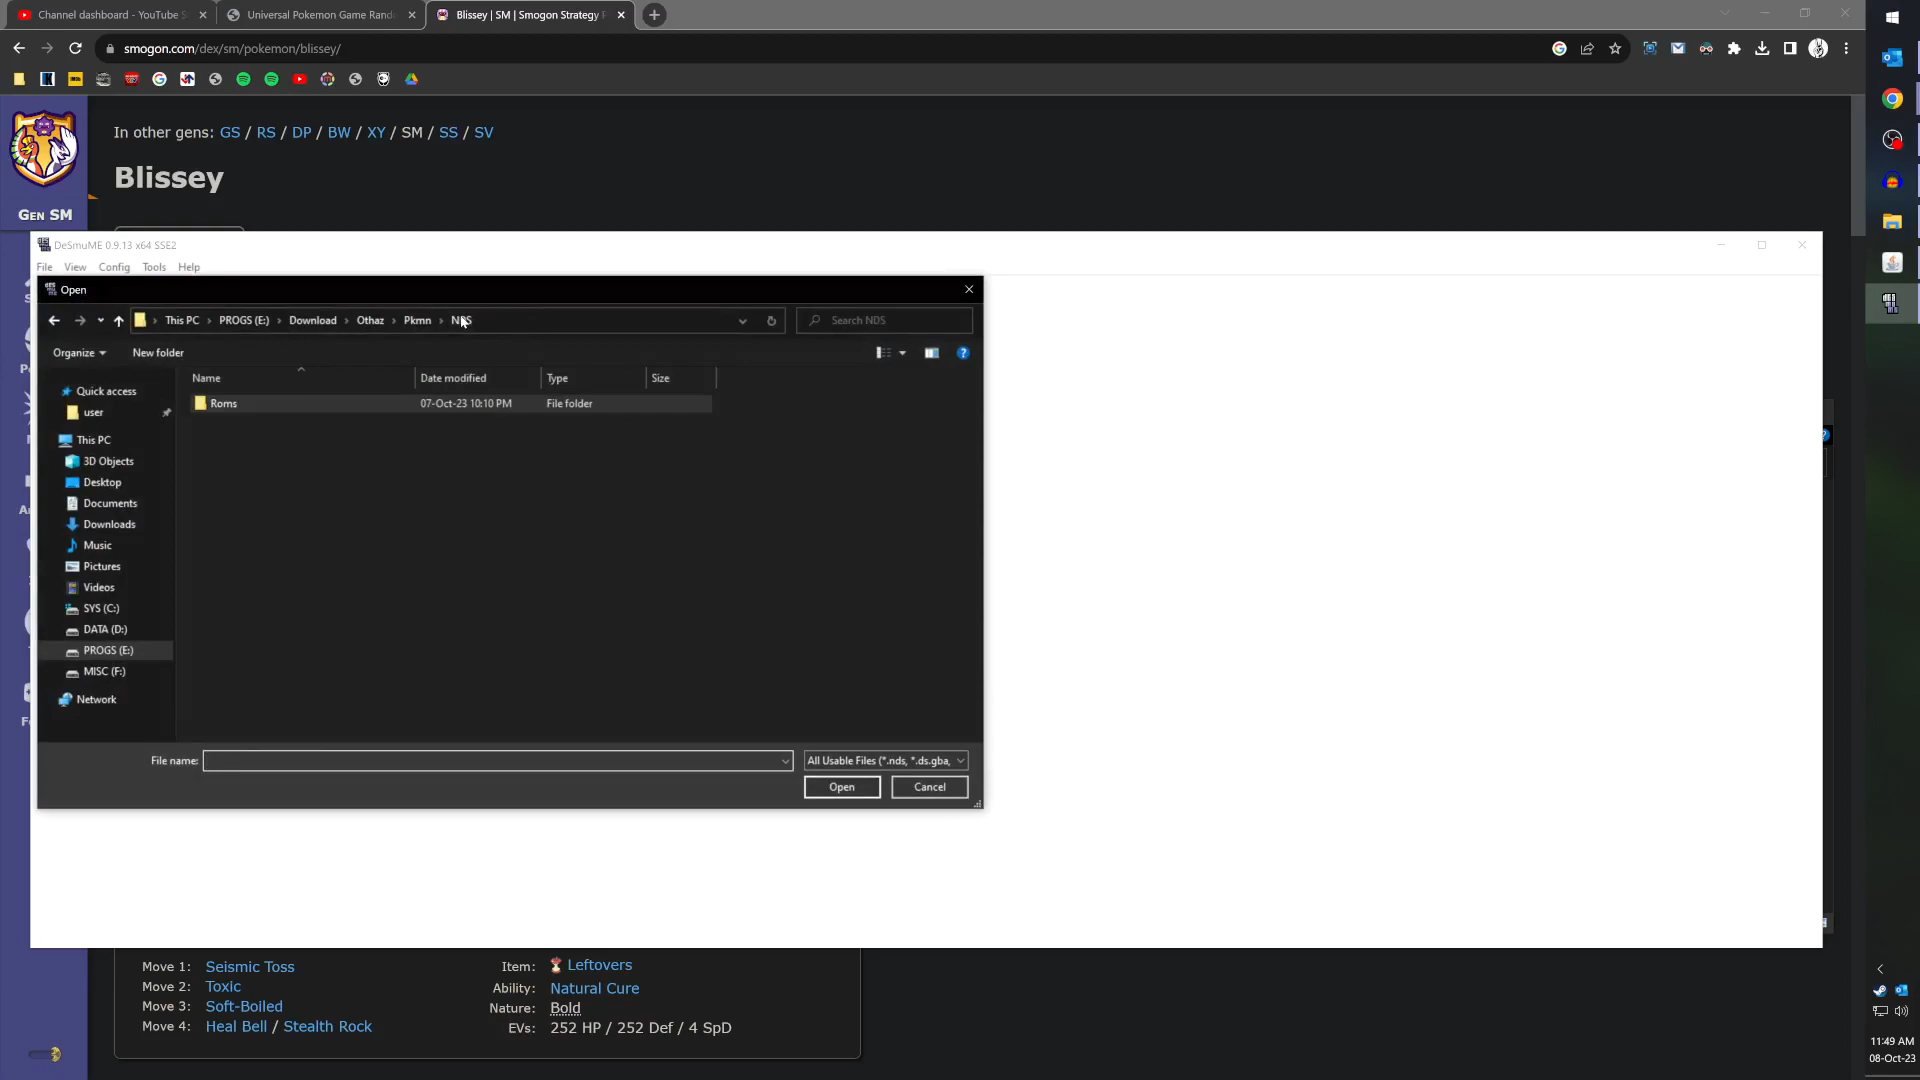 Channel dashboard - YouTube S
Universal Pokemon Game Rand
Blissey | SM | Smogon Strategy P
smogon.com/dex/sm/pokemon/blissey/
In other gens: GS / RS / DP / BW / XY / SM / SS / SV
Blissey
GEN SM
DeSmuME 0.9.13 x64 SSE2
File View Config Tools Help
Open
This PC > PROGS (E:) > Download > Othaz > Pkmn > NDS
Search NDS
Organize
New folder
Name Date modified Type Size
Roms 07-Oct-23 10:10 PM File folder
Quick access
user
This PC
3D Objects
Desktop
Documents
Downloads
Music
Pictures
Videos
SYS (C:)
DATA (D:)
PROGS (E:)
MISC (F:)
Network
File name:
All Usable Files (*.nds, *.ds.gba,
Open Cancel
Move 1: Seismic Toss
Move 2: Toxic
Move 3: Soft-Boiled
Move 4: Heal Bell / Stealth Rock
Item: Leftovers
Ability: Natural Cure
Nature: Bold
EVs: 252 HP / 252 Def / 4 SpD
11:49 AM
08-Oct-23